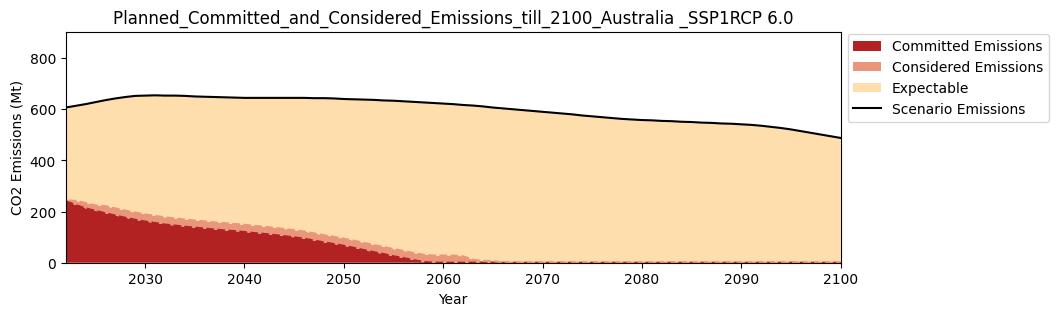 Planned_Committed_and_Considered_Emissions_till_2100_Australia _SSP1RCP 6.0
Committed Emissions
Considered Emissions
Expectable
Scenario Emissions
CO2 Emissions (Mt)
800
600
400
200
0
2030 2040 2050 2060 2070 2080 2090 2100
Year